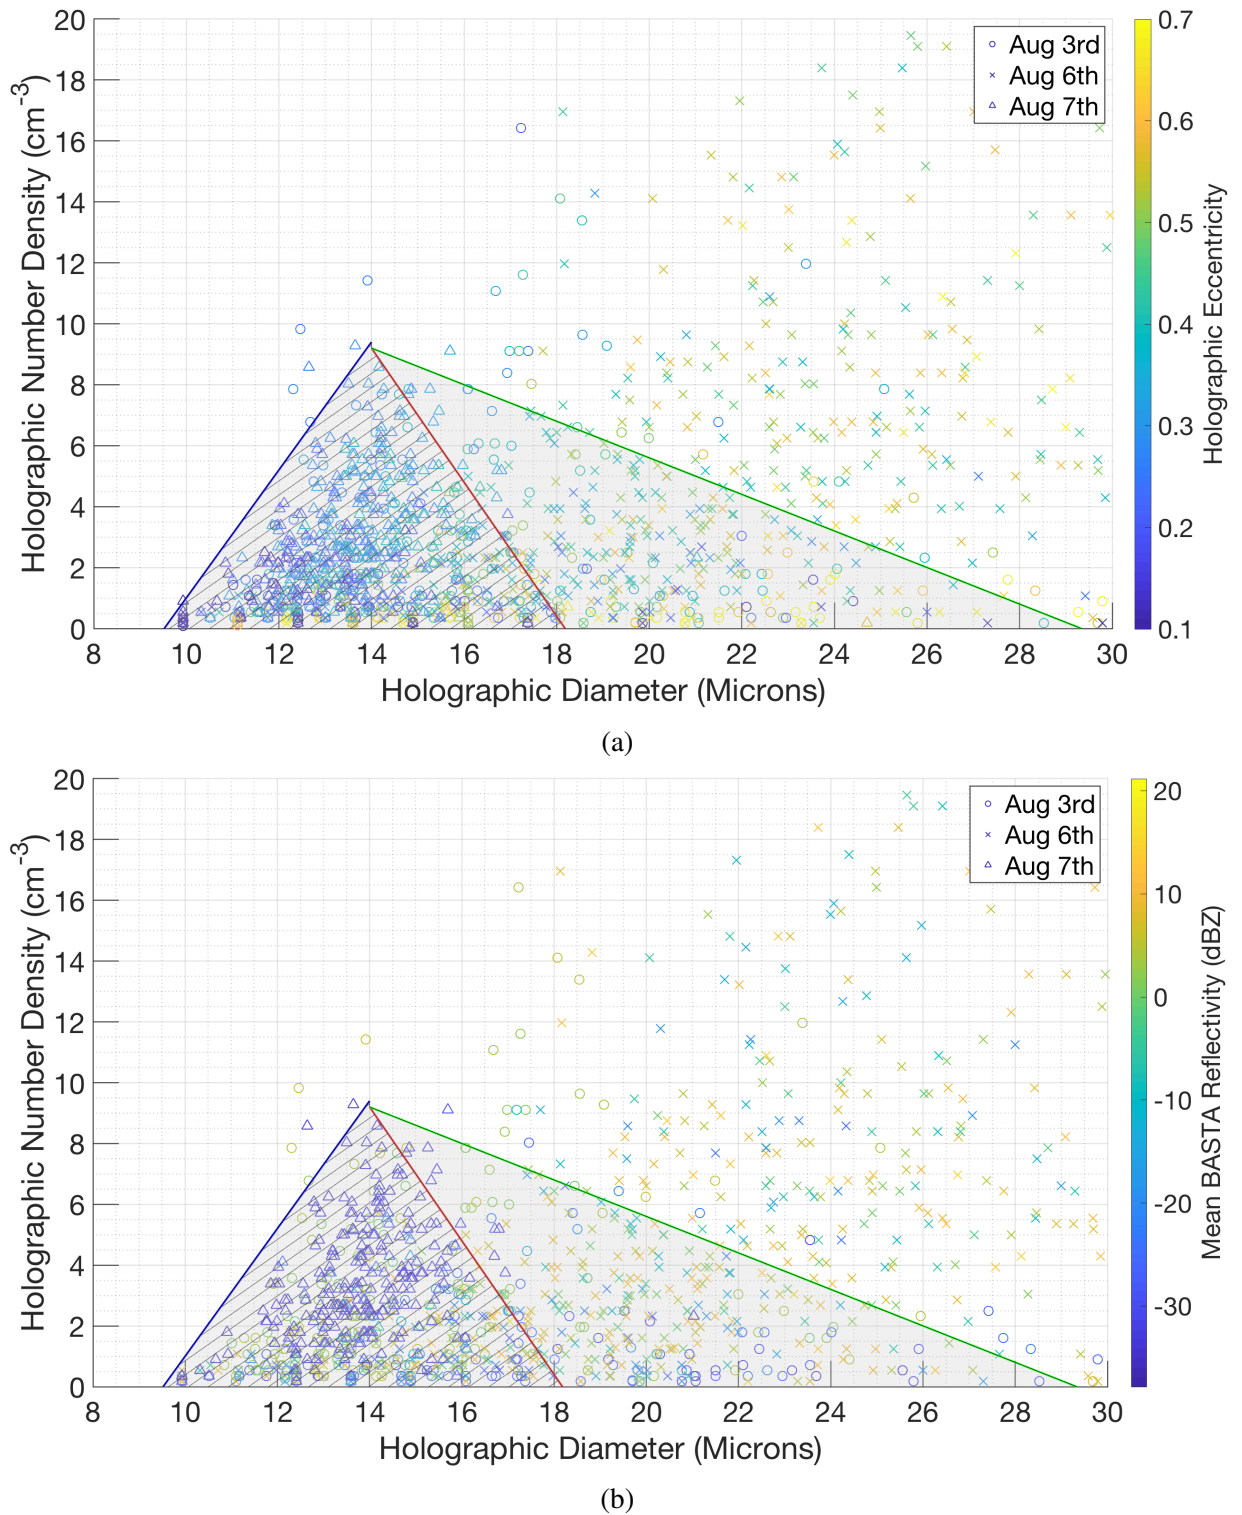 20
18
16
14
12
10
8
6
4
2
0
Holographic Number Density (cm-3)
8 10 12 14 16 18 20 22 24 26 28 30
Holographic Diameter (Microns)
Aug 3rd
Aug 6th
Aug 7th
0.7
0.6
0.5
0.4
0.3
0.2
0.1
Holographic Eccentricity
(a)
20
18
16
14
12
10
8
6
4
2
0
Holographic Number Density (cm-3)
8 10 12 14 16 18 20 22 24 26 28 30
Holographic Diameter (Microns)
Aug 3rd
Aug 6th
Aug 7th
20
10
0
-10
-20
-30
Mean BASTA Reflectivity (dBZ)
(b)